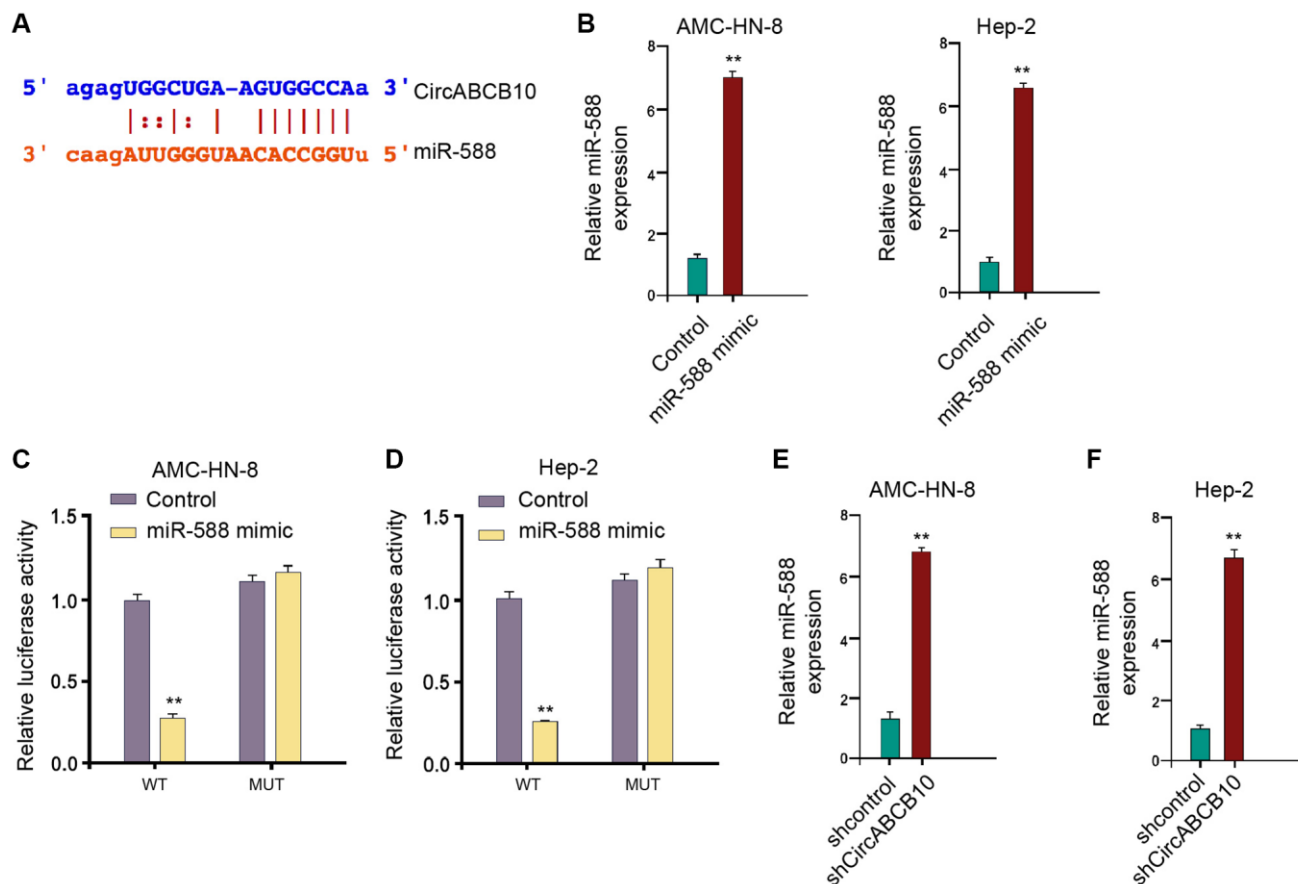 A
5' agagUGGCUGA-AGUGGCCAa 3' CircABCB10
|::|: | |||||||
3' caagAUUGGGUAACACCGGUu 5' miR-588
B
AMC-HN-8
Relative miR-588 expression
8
6
4
2
0
**
Control
miR-588 mimic
Hep-2
Relative miR-588 expression
8
6
4
2
0
**
Control
miR-588 mimic
C
AMC-HN-8
Control
miR-588 mimic
Relative luciferase activity
1.5
1.0
0.5
0.0
**
WT
MUT
D
Hep-2
Control
miR-588 mimic
Relative luciferase activity
1.5
1.0
0.5
0.0
**
WT
MUT
E
AMC-HN-8
Relative miR-588 expression
8
6
4
2
0
**
shcontrol
shCircABCB10
F
Hep-2
Relative miR-588 expression
8
6
4
2
0
**
shcontrol
shCircABCB10